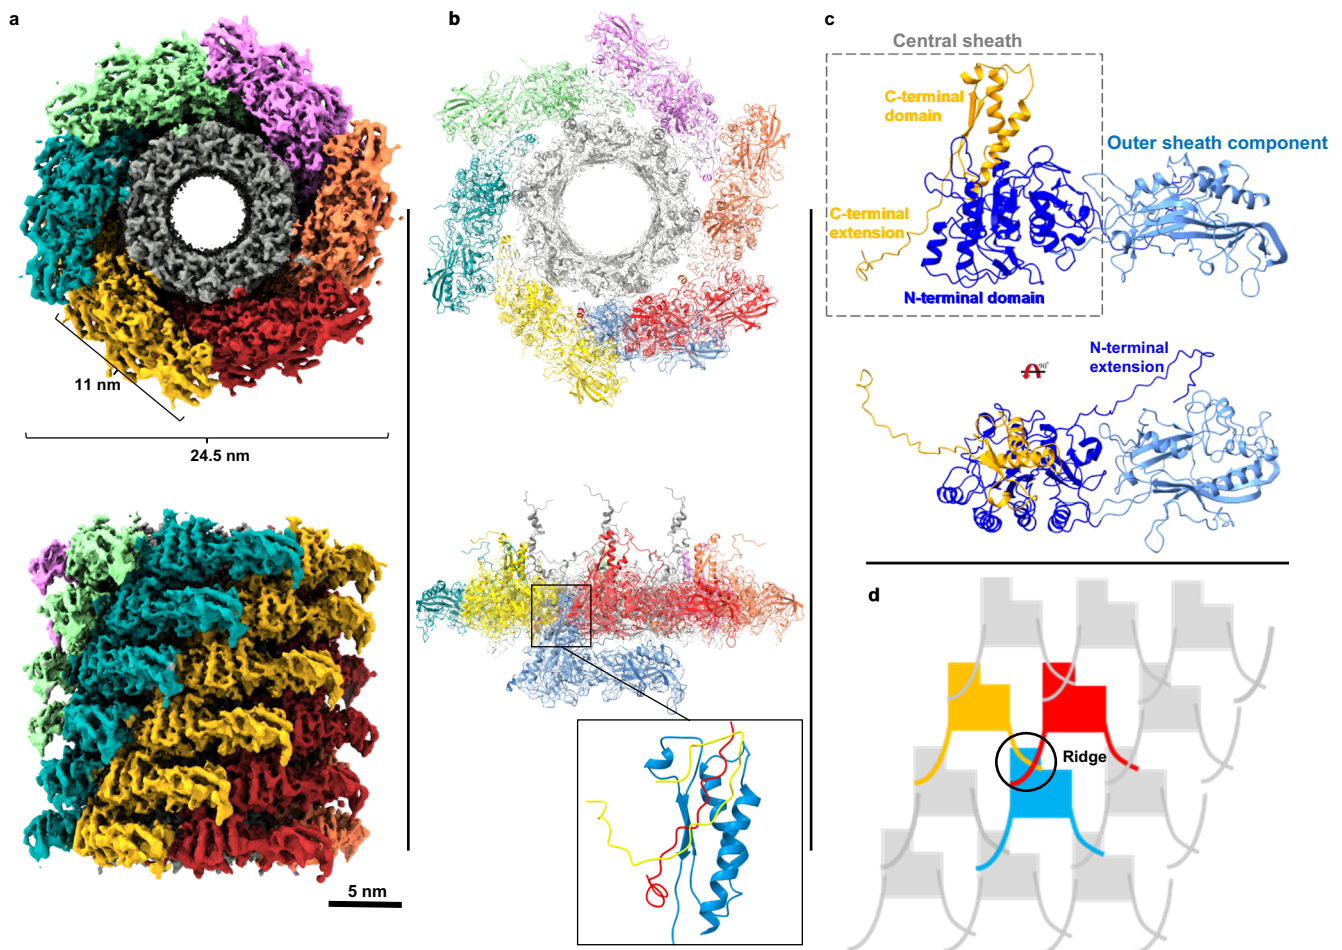 a
11 nm
24.5 nm
5 nm
b
c
Central sheath
C-terminal
domain
Outer sheath component
C-terminal
extension
N-terminal domain
90°
N-terminal
extension
d
Ridge